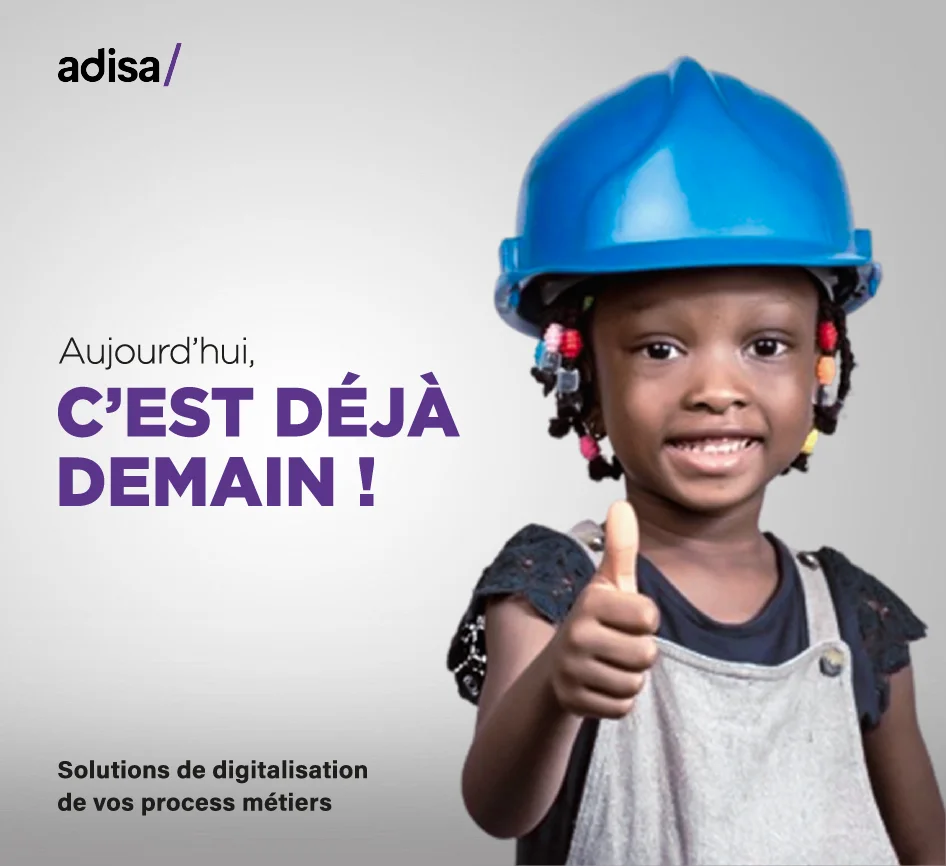 adisa/
Aujourd’hui,
C’EST DÉJÀ
DEMAIN !
Solutions de digitalisation
de vos process métiers